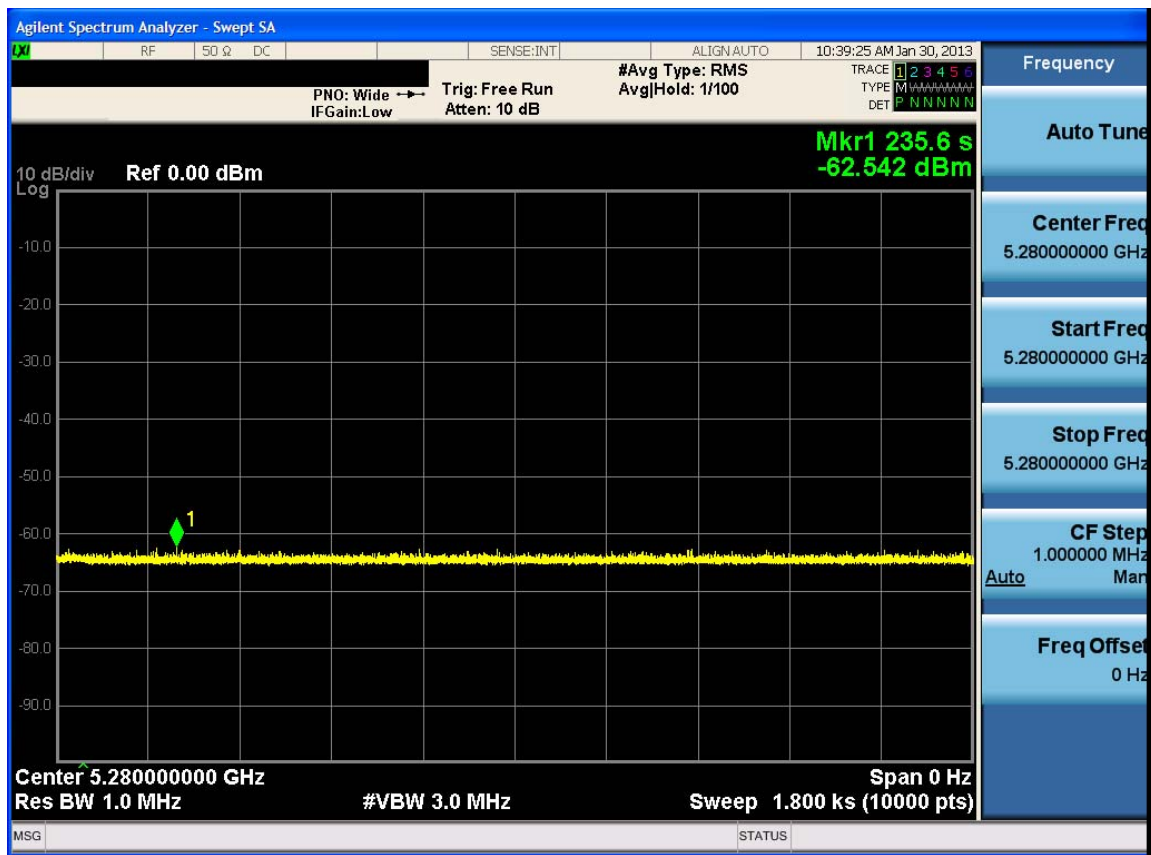 Agilent Spectrum Analyzer - Swept SA
LXI RF 50 Ω DC SENSE:INT ALIGN AUTO 10:39:25 AM Jan 30, 2013
PNO: Wide
IFGain:Low
Trig: Free Run
Atten: 10 dB
#Avg Type: RMS
Avg|Hold: 1/100
TRACE 1 2 3 4 5 6
TYPE M WWWWW
DET P N N N N N
Mkr1 235.6 s
-62.542 dBm
10 dB/div Ref 0.00 dBm
Log
-10.0
-20.0
-30.0
-40.0
-50.0
-60.0
-70.0
-80.0
-90.0
1
Center 5.280000000 GHz Span 0 Hz
Res BW 1.0 MHz #VBW 3.0 MHz Sweep 1.800 ks (10000 pts)
MSG STATUS
Frequency
Auto Tune
Center Freq
5.280000000 GHz
Start Freq
5.280000000 GHz
Stop Freq
5.280000000 GHz
CF Step
1.000000 MHz
Auto Man
Freq Offset
0 Hz